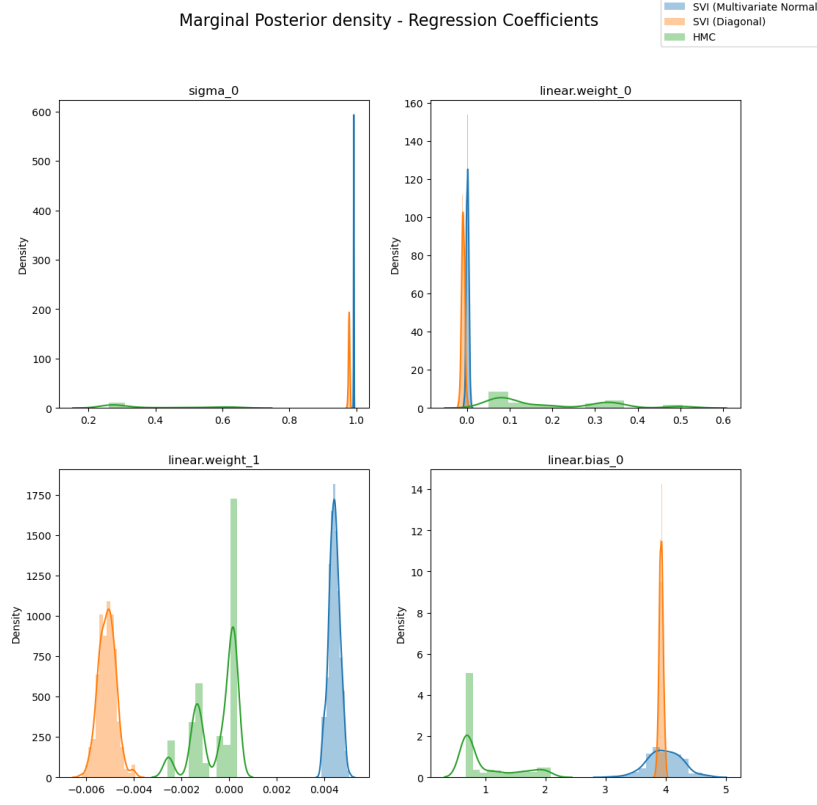 Marginal Posterior density - Regression Coefficients
SVI (Multivariate Normal
SVI (Diagonal)
HMC
sigma_0
600
500
400
300
200
100
0
Density
0.2 0.4 0.6 0.8 1.0
linear.weight_0
160
140
120
100
80
60
40
20
0
Density
0.0 0.1 0.2 0.3 0.4 0.5 0.6
linear.weight_1
1750
1500
1250
1000
750
500
250
0
Density
−0.006 −0.004 −0.002 0.000 0.002 0.004
linear.bias_0
14
12
10
8
6
4
2
0
Density
1 2 3 4 5